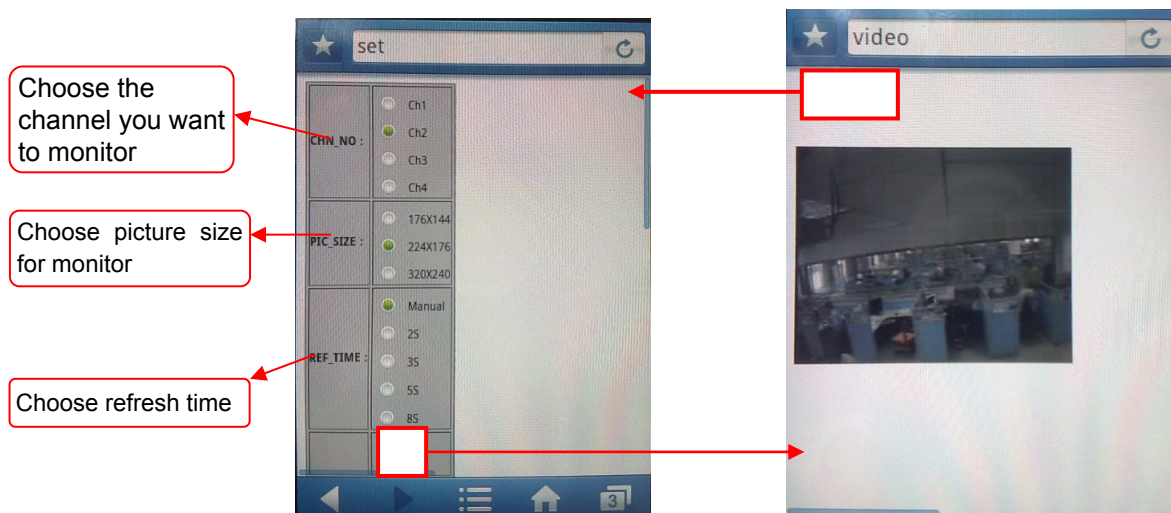 set
video
Choose the
channel you want
to monitor
CHN_NO :
Ch1
Ch2
Ch3
Ch4
Choose picture size
for monitor
PIC_SIZE :
176X144
224X176
320X240
Choose refresh time
REF_TIME :
Manual
2S
3S
5S
8S
3